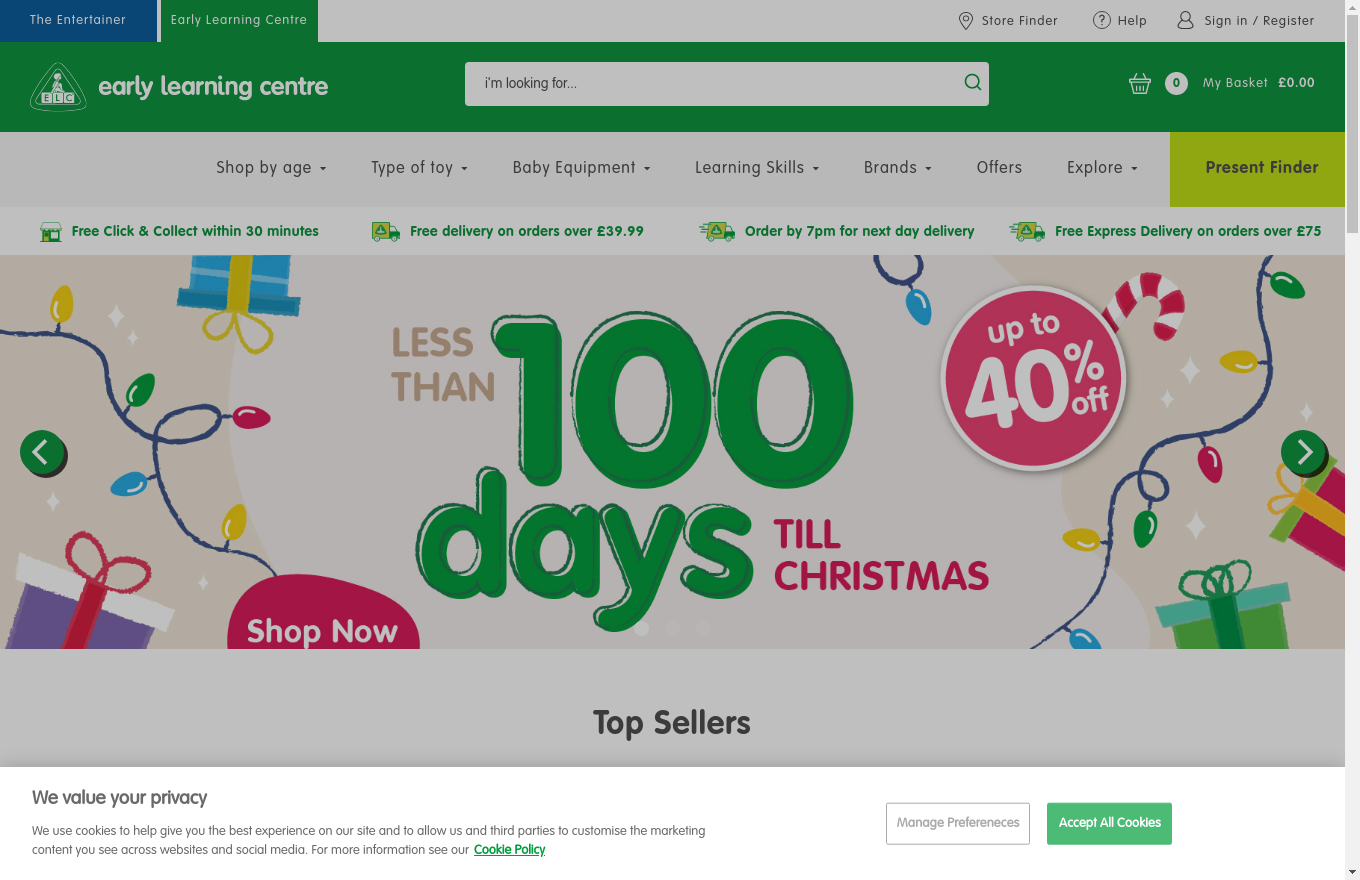 The Entertainer
Early Learning Centre
Store Finder
Help
Sign in / Register
ELC
early learning centre
i'm looking for...
0
My Basket £0.00
Shop by age
Type of toy
Baby Equipment
Learning Skills
Brands
Offers
Explore
Present Finder
Free Click & Collect within 30 minutes
Free delivery on orders over £39.99
Order by 7pm for next day delivery
Free Express Delivery on orders over £75
LESS
THAN
100
days
TILL
CHRISTMAS
up to
40%
off
Shop Now
Top Sellers
We value your privacy
We use cookies to help give you the best experience on our site and to allow us and third parties to customise the marketing
content you see across websites and social media. For more information see our Cookie Policy
Manage Prefereneces
Accept All Cookies